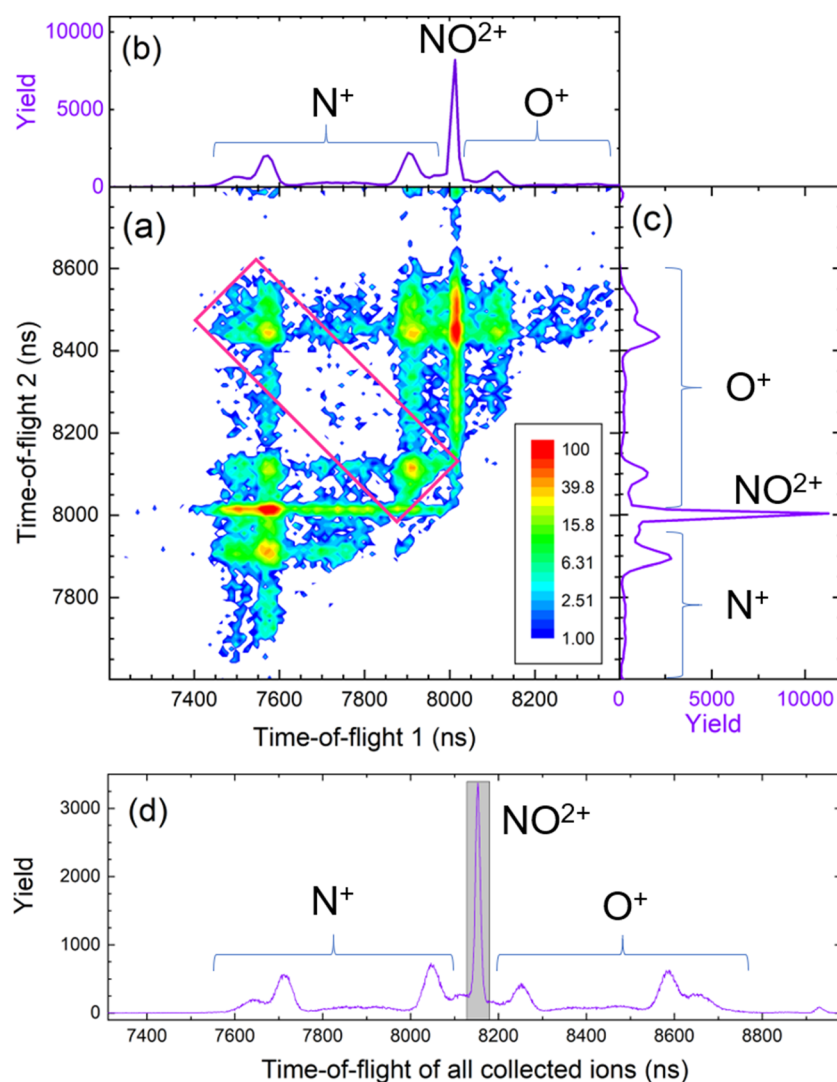 10000
5000
0
Yield
(b)
N⁺
NO²⁺
O⁺
(a)
8600
8400
8200
8000
7800
Time-of-flight 2 (ns)
100
39.8
15.8
6.31
2.51
1.00
7400 7600 7800 8000 8200
Time-of-flight 1 (ns)
(c)
O⁺
NO²⁺
N⁺
0 5000 10000
Yield
(d)
3000
1500
0
Yield
N⁺
NO²⁺
O⁺
7400 7600 7800 8000 8200 8400 8600 8800
Time-of-flight of all collected ions (ns)